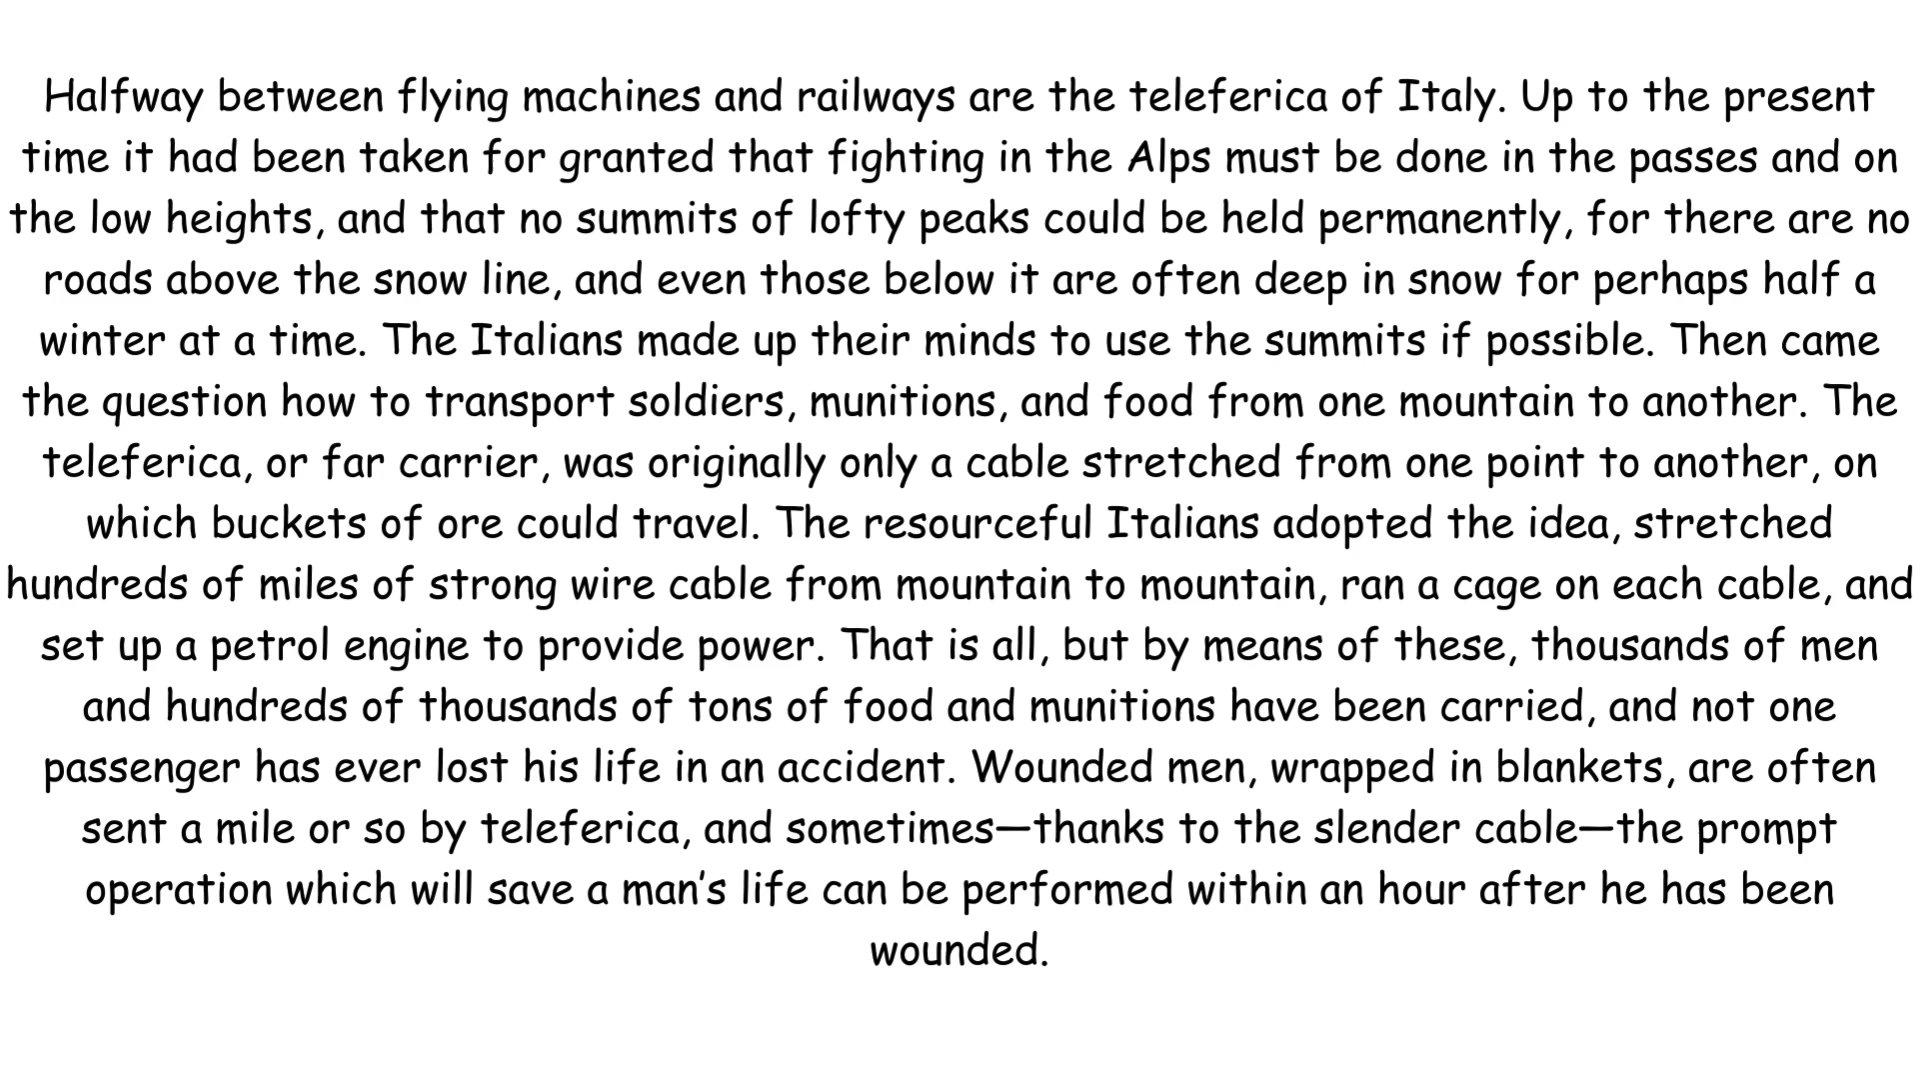 Halfway between flying machines and railways are the teleferica of Italy. Up to the present
time it had been taken for granted that fighting in the Alps must be done in the passes and on
the low heights, and that no summits of lofty peaks could be held permanently, for there are no
roads above the snow line, and even those below it are often deep in snow for perhaps half a
winter at a time. The Italians made up their minds to use the summits if possible. Then came
the question how to transport soldiers, munitions, and food from one mountain to another. The
teleferica, or far carrier, was originally only a cable stretched from one point to another, on
which buckets of ore could travel. The resourceful Italians adopted the idea, stretched
hundreds of miles of strong wire cable from mountain to mountain, ran a cage on each cable, and
set up a petrol engine to provide power. That is all, but by means of these, thousands of men
and hundreds of thousands of tons of food and munitions have been carried, and not one
passenger has ever lost his life in an accident. Wounded men, wrapped in blankets, are often
sent a mile or so by teleferica, and sometimes—thanks to the slender cable—the prompt
operation which will save a man's life can be performed within an hour after he has been
wounded.